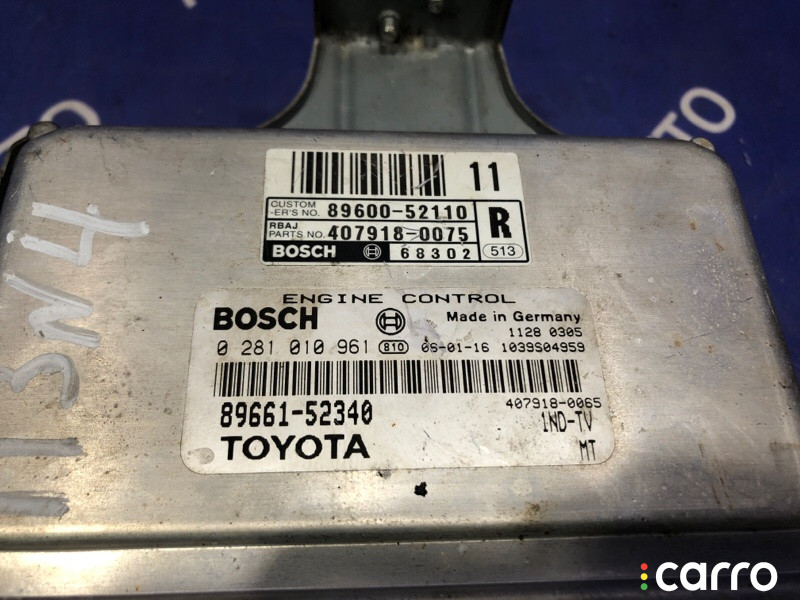 11
CUSTOM
-ER'S NO. 89600-52110 R
RBAJ
PARTS NO. 407918-0075
BOSCH 68302 513
ENGINE CONTROL
BOSCH Made in Germany
1128 0305
0 281 010 961 810 06-01-16 1039S04959
407918-0065
89661-52340 1ND-TV
TOYOTA MT
carro